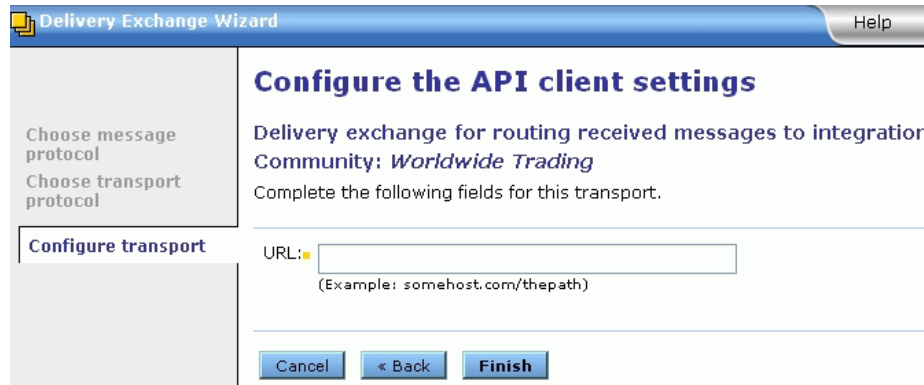 Delivery Exchange Wizard
Help
Choose message
protocol
Choose transport
protocol
Configure transport
Configure the API client settings
Delivery exchange for routing received messages to integration
Community: Worldwide Trading
Complete the following fields for this transport.
URL:
(Example: somehost.com/thepath)
Cancel
« Back
Finish